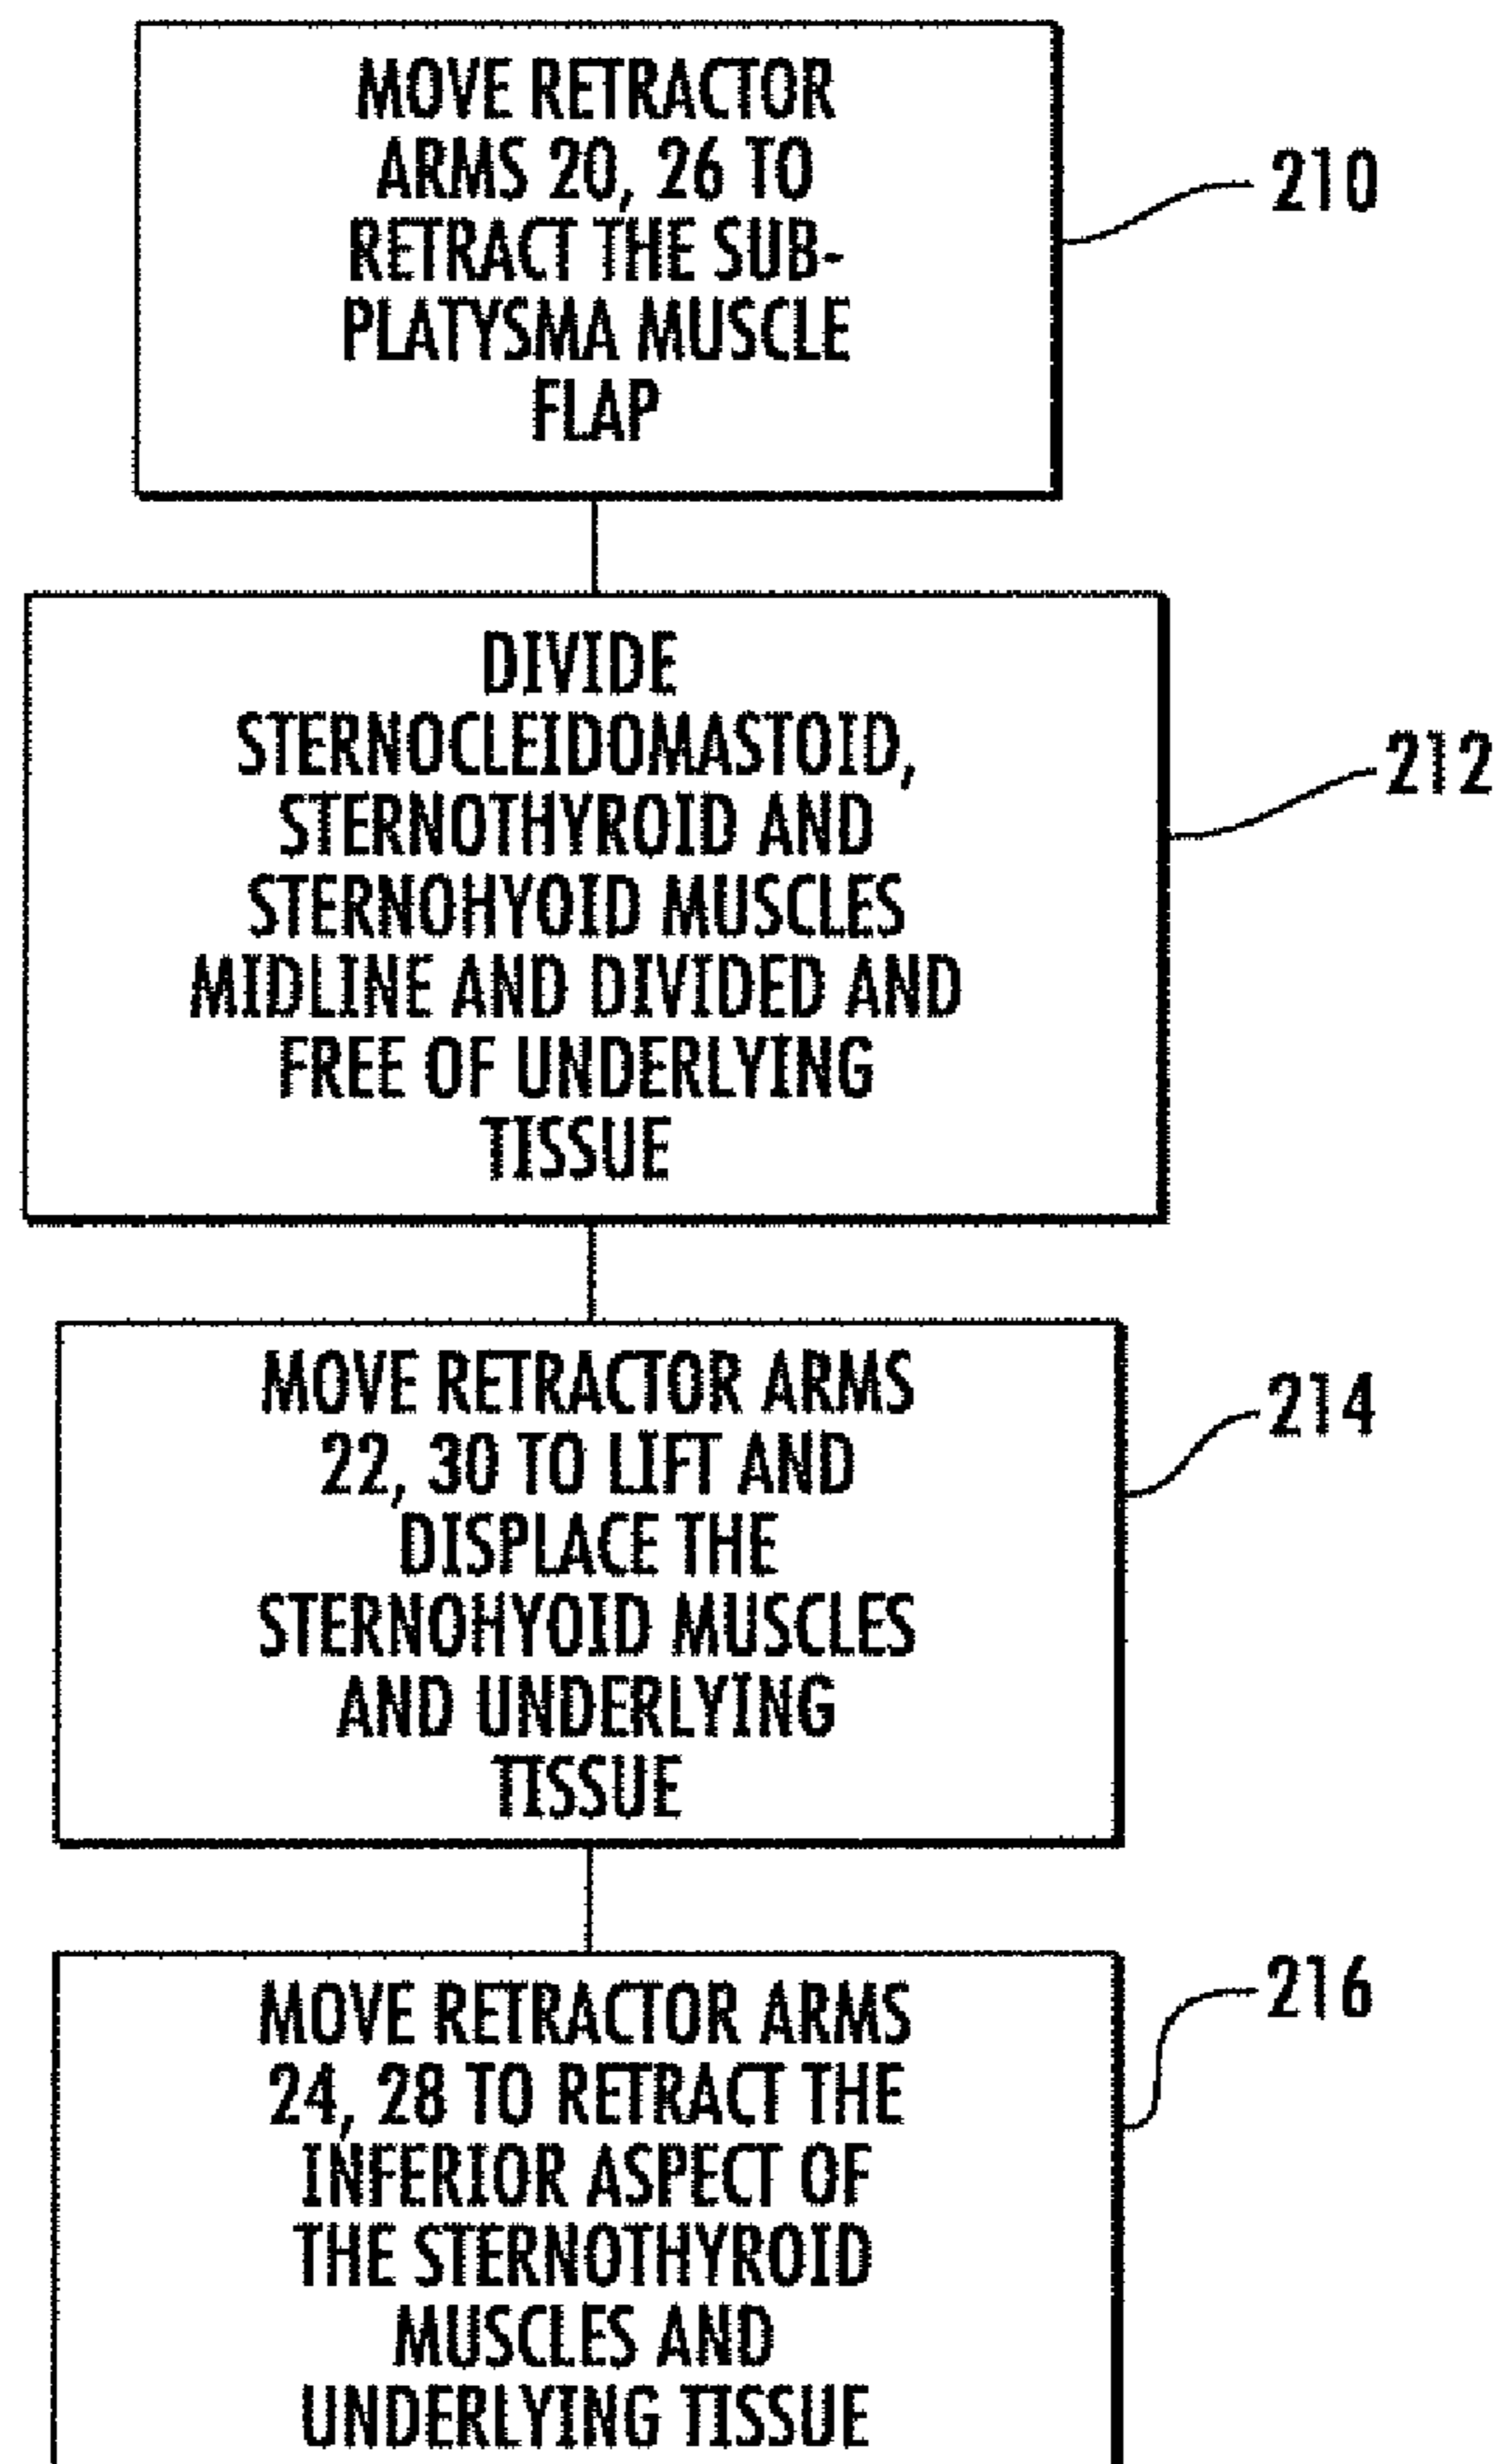 MOVE RETRACTOR
ARMS 20, 26 TO
RETRACT THE SUB-
PLATYSMA MUSCLE
FLAP
210
DIVIDE
STERNOCLEIDOMASTOID,
STERNOTHYROID AND
STERNOHYOID MUSCLES
MIDLINE AND DIVIDED AND
FREE OF UNDERLYING
TISSUE
212
MOVE RETRACTOR ARMS
22, 30 TO LIFT AND
DISPLACE THE
STERNOHYOID MUSCLES
AND UNDERLYING
TISSUE
214
MOVE RETRACTOR ARMS
24, 28 TO RETRACT THE
INFERIOR ASPECT OF
THE STERNOTHYROID
MUSCLES AND
UNDERLYING TISSUE
216